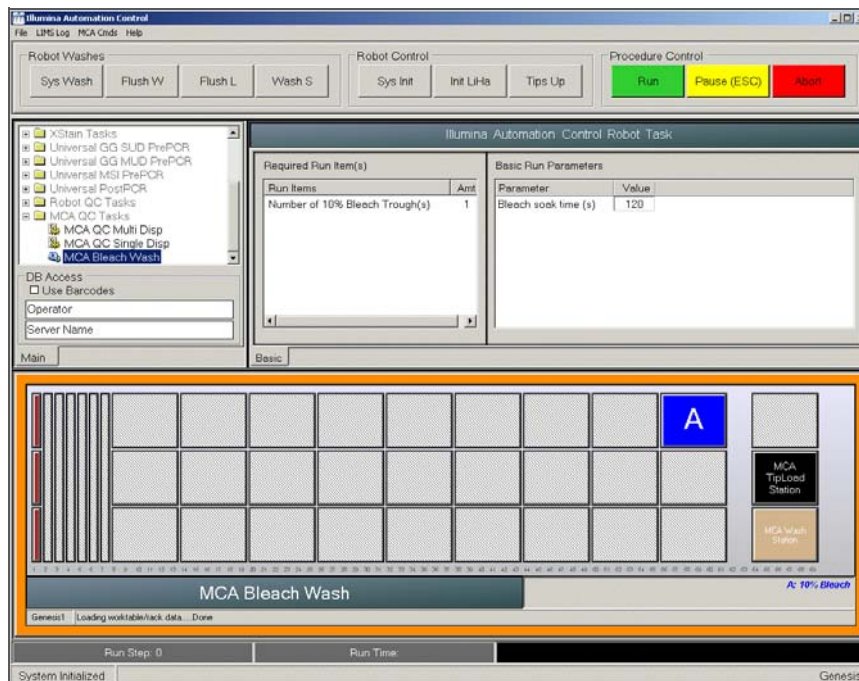 Illumina Automation Control
File LIMS Log MCA Cmds Help
Robot Washes Robot Control Procedure Control
Sys Wash Flush W Flush L Wash S Sys Init Init LiHa Tips Up Run Pause (ESC) Abort
XStain Tasks
Universal GG SUD PrePCR
Universal GG MUD PrePCR
Universal MSI PrePCR
Universal PostPCR
Robot QC Tasks
MCA QC Tasks
MCA QC Multi Disp
MCA QC Single Disp
MCA Bleach Wash
DB Access
Use Barcodes
Operator
Server Name
Main
Illumina Automation Control Robot Task
Required Run Item(s) Basic Run Parameters
Run Items Amt Parameter Value
Number of 10% Bleach Trough(s) 1 Bleach soak time (s) 120
Basic
A
MCA
TipLoad
Station
MCA Wash
Station
MCA Bleach Wash
A: 10% Bleach
Genesis1 Loading worktable/rack data....Done
Run Step: 0 Run Time:
System Initialized Genesis